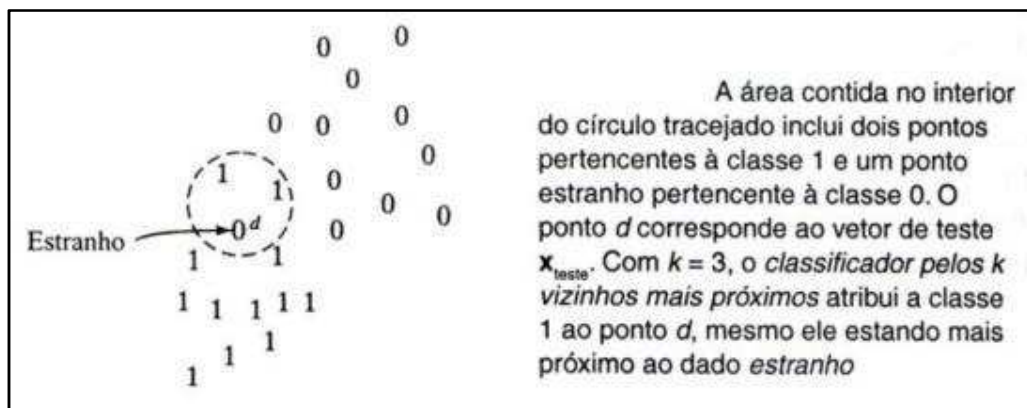 0 0
0
0 0 0
0
1 1 0
0 0
Estranho 0d 0
1 1
1 1 1 1 1
1 1
1
A área contida no interior
do círculo tracejado inclui dois pontos
pertencentes à classe 1 e um ponto
estranho pertencente à classe 0. O
ponto d corresponde ao vetor de teste
xteste. Com k = 3, o classificador pelos k
vizinhos mais próximos atribui a classe
1 ao ponto d, mesmo ele estando mais
próximo ao dado estranho